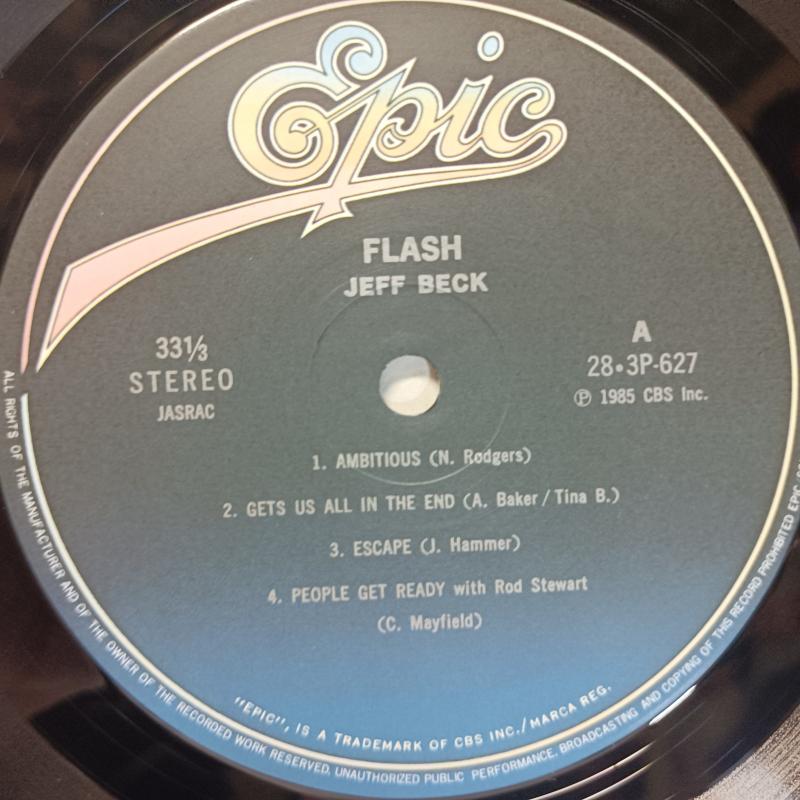 Epic
FLASH
JEFF BECK
33⅓
STEREO
JASRAC
A
28•3P-627
Ⓟ 1985 CBS Inc.
1. AMBITIOUS (N. Rodgers)
2. GETS US ALL IN THE END (A. Baker / Tina B.)
3. ESCAPE (J. Hammer)
4. PEOPLE GET READY with Rod Stewart
(C. Mayfield)
"EPIC", IS A TRADEMARK OF CBS INC./MARCA REG.
ALL RIGHTS OF THE MANUFACTURER AND OF THE OWNER OF THE RECORDED WORK RESERVED. UNAUTHORIZED PUBLIC PERFORMANCE, BROADCASTING AND COPYING OF THIS RECORD PROHIBITED EPIC